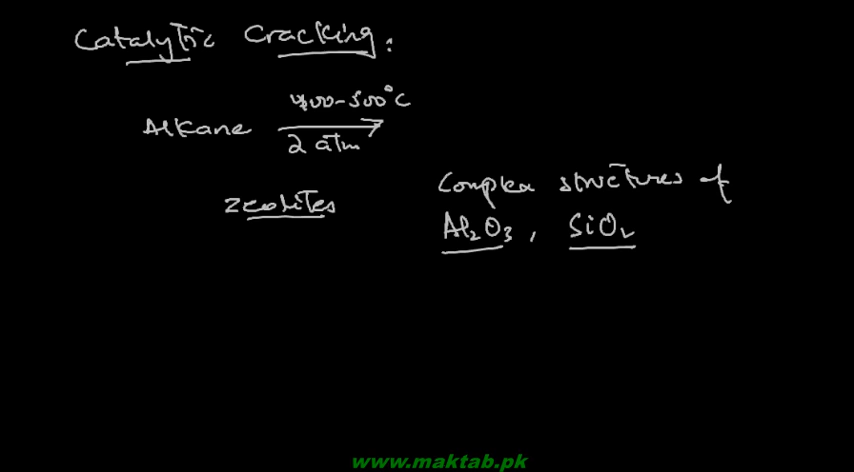 Catalytic Cracking :
400-500°C
Alkane ⟶
2 atm
Complex structures of
zeolites
Al₂O₃ , SiO₂
www.maktab.pk